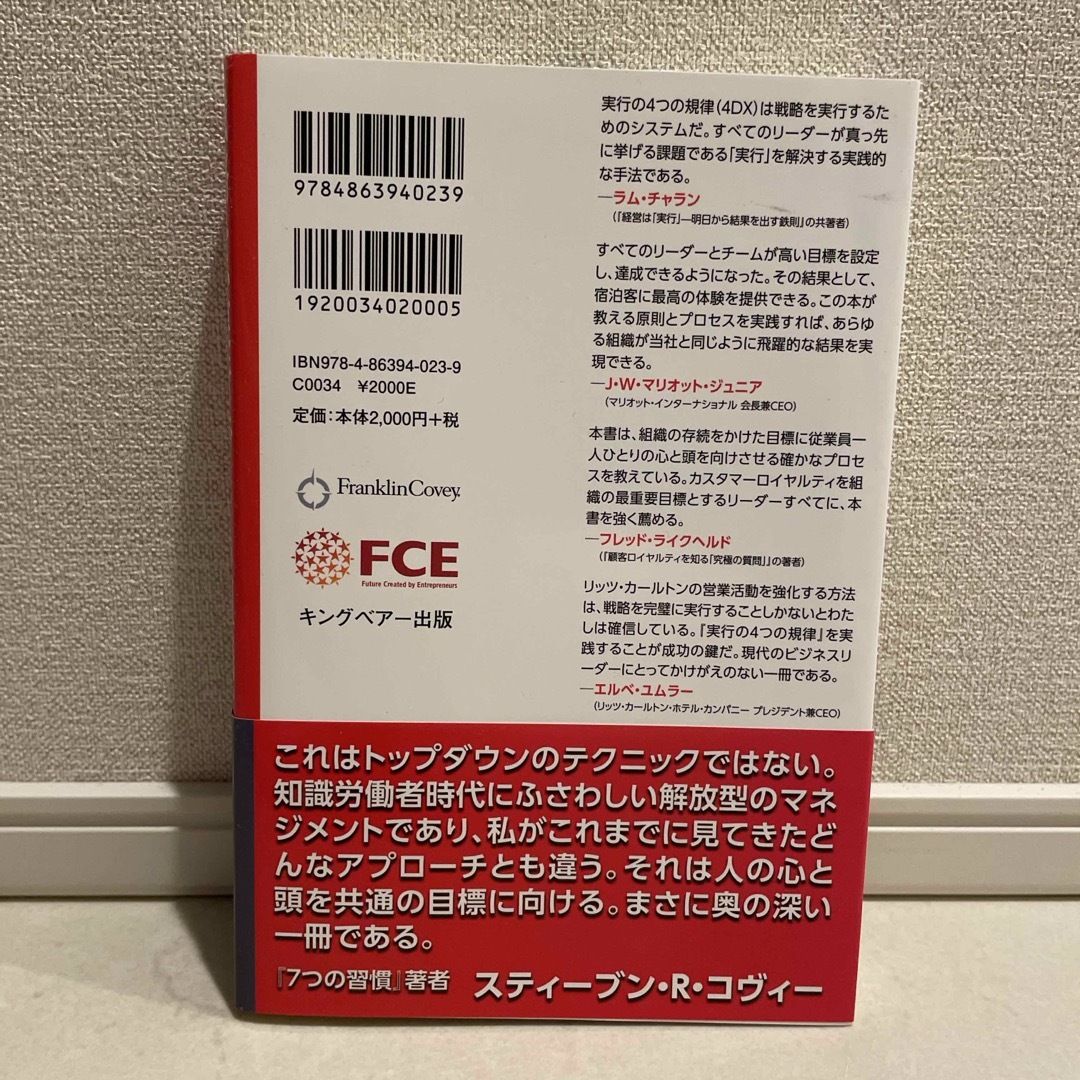 9784863940239
1920034020005
IBN978-4-86394-023-9
C0034 ¥2000E
定価:本体2,000円+税
FranklinCovey
FCE
Future Created by Entrepreneurs
キングベアー出版
実行の4つの規律(4DX)は戦略を実行するた
めのシステムだ。すべてのリーダーが真っ先
に挙げる課題である「実行」を解決する実践的
な手法である。
―ラム・チャラン
(『経営は「実行」―明日から結果を出す鉄則』の共著者)
すべてのリーダーとチームが高い目標を設定
し、達成できるようになった。その結果として、
宿泊客に最高の体験を提供できる。この本が
教える原則とプロセスを実践すれば、あらゆ
る組織が当社と同じように飛躍的な結果を実
現できる。
―J・W・マリオット・ジュニア
(マリオット・インターナショナル 会長兼CEO)
本書は、組織の存続をかけた目標に従業員一
人ひとりの心と頭を向けさせる確かなプロセ
スを教えている。カスタマーロイヤルティを組
織の最重要目標とするリーダーすべてに、本
書を強く薦める。
―フレッド・ライクヘルド
(『顧客ロイヤルティを知る「究極の質問」』の著者)
リッツ・カールトンの営業活動を強化する方法
は、戦略を完璧に実行することしかないとわた
しは確信している。『実行の4つの規律』を実
践することが成功の鍵だ。現代のビジネスリ
ーダーにとってかけがえのない一冊である。
―エルベ・ユムラー
(リッツ・カールトン・ホテル・カンパニー プレジデント兼CEO)
これはトップダウンのテクニックではない。
知識労働者時代にふさわしい解放型のマネ
ジメントであり、私がこれまでに見てきたど
んなアプローチとも違う。それは人の心と
頭を共通の目標に向ける。まさに奥の深い
一冊である。
『7つの習慣』著者 スティーブン・R・コヴィー